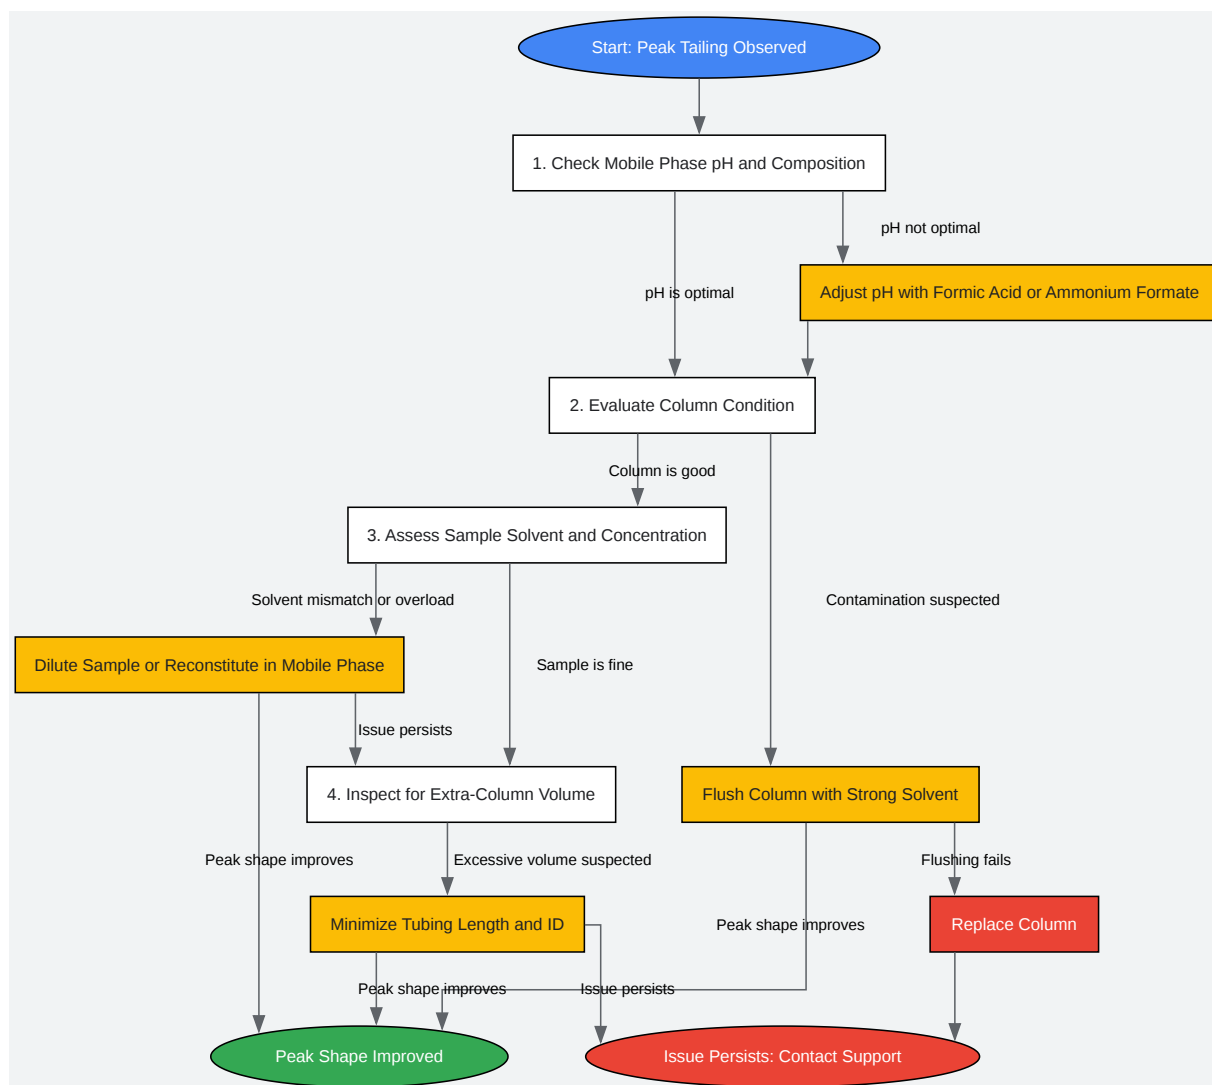 Start: Peak Tailing Observed
1. Check Mobile Phase pH and Composition
pH not optimal
pH is optimal
Adjust pH with Formic Acid or Ammonium Formate
2. Evaluate Column Condition
Column is good
3. Assess Sample Solvent and Concentration
Solvent mismatch or overload
Contamination suspected
Dilute Sample or Reconstitute in Mobile Phase
Sample is fine
Issue persists
4. Inspect for Extra-Column Volume
Flush Column with Strong Solvent
Peak shape improves
Excessive volume suspected
Flushing fails
Minimize Tubing Length and ID
Peak shape improves
Replace Column
Peak shape improves
Issue persists
Peak Shape Improved
Issue Persists: Contact Support